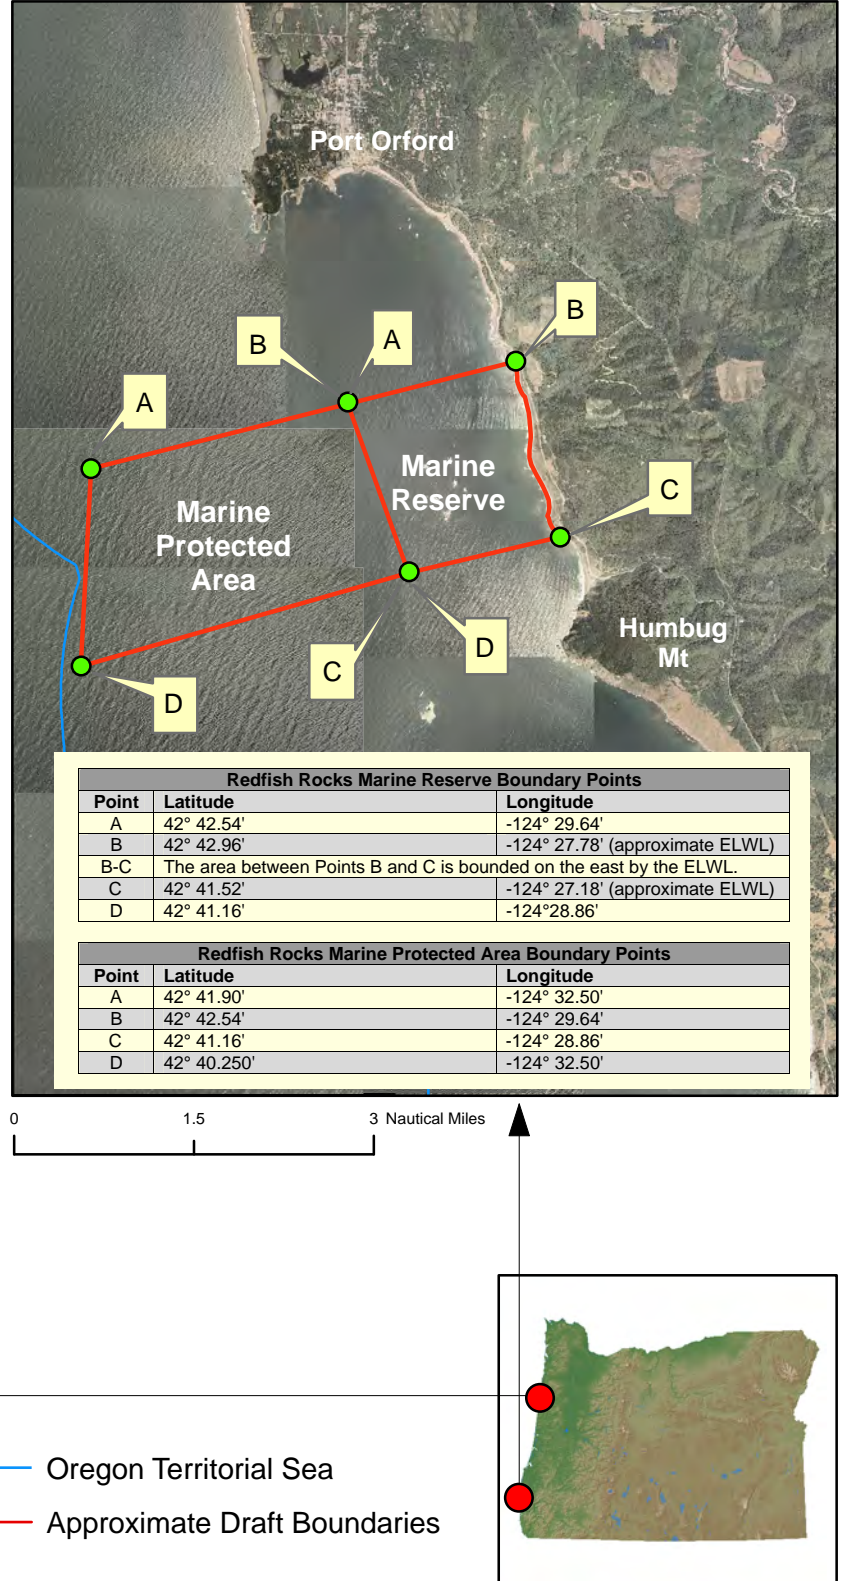 Port Orford
B
A
B
A
Marine
Reserve
C
Marine
Protected
Area
Humbug
Mt
D
C
D
Redfish Rocks Marine Reserve Boundary Points
Point Latitude Longitude
A 42° 42.54' -124° 29.64'
B 42° 42.96' -124° 27.78' (approximate ELWL)
B-C The area between Points B and C is bounded on the east by the ELWL.
C 42° 41.52' -124° 27.18' (approximate ELWL)
D 42° 41.16' -124°28.86'
Redfish Rocks Marine Protected Area Boundary Points
Point Latitude Longitude
A 42° 41.90' -124° 32.50'
B 42° 42.54' -124° 29.64'
C 42° 41.16' -124° 28.86'
D 42° 40.250' -124° 32.50'
0 1.5 3 Nautical Miles
Oregon Territorial Sea
Approximate Draft Boundaries